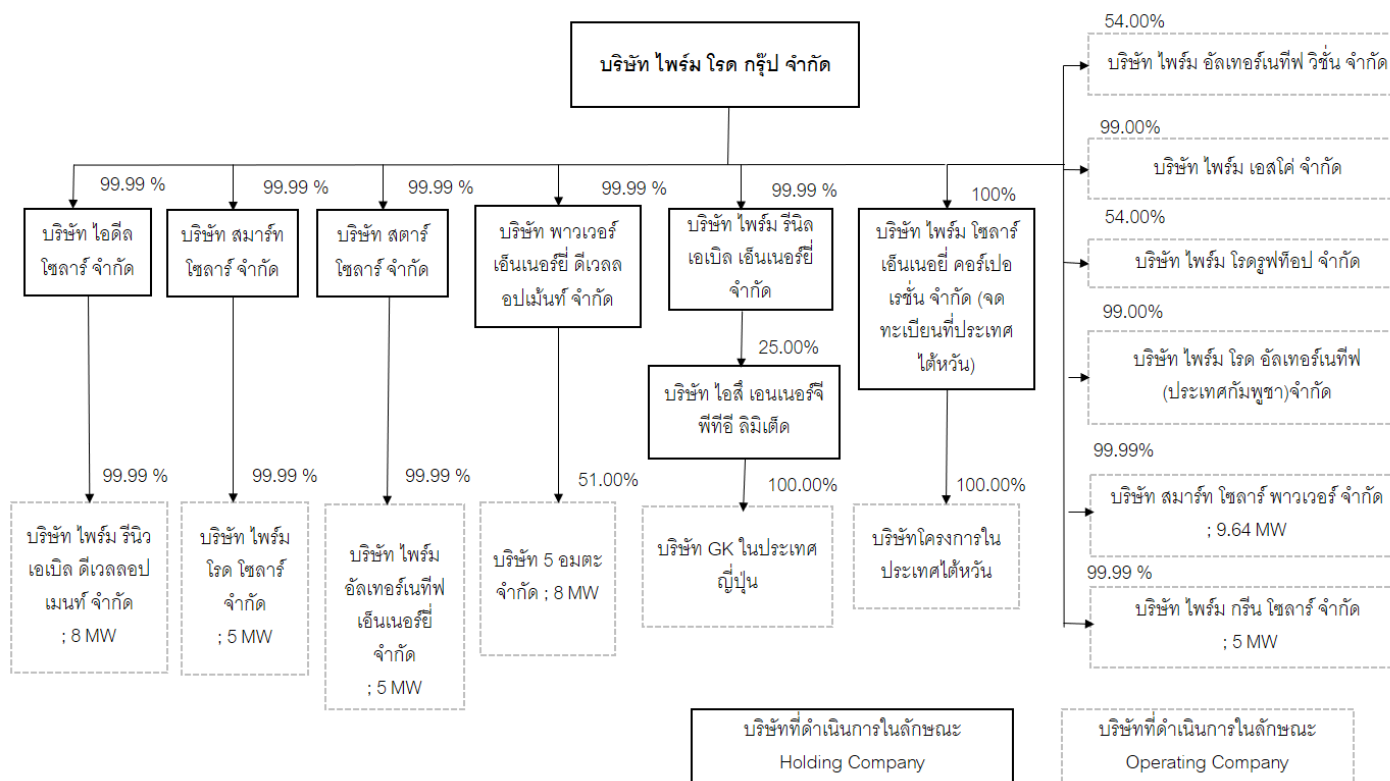 บริษัท ไพร์ม โรด กรุ๊ป จำกัด
54.00%
บริษัท ไพร์ม อัลเทอร์เนทีฟ วิชั่น จำกัด
99.00%
บริษัท ไพร์ม เอสโค่ จำกัด
54.00%
บริษัท ไพร์ม โรดรูฟท็อป จำกัด
99.00%
บริษัท ไพร์ม โรด อัลเทอร์เนทีฟ
(ประเทศกัมพูชา)จำกัด
99.99%
บริษัท สมาร์ท โซลาร์ พาวเวอร์ จำกัด
; 9.64 MW
99.99 %
บริษัท ไพร์ม กรีน โซลาร์ จำกัด
; 5 MW
99.99 %
บริษัท ไอดีล
โซลาร์ จำกัด
99.99 %
บริษัท สมาร์ท
โซลาร์ จำกัด
99.99 %
บริษัท สตาร์
โซลาร์ จำกัด
99.99 %
บริษัท พาวเวอร์
เอ็นเนอร์ยี่ ดีเวลล
อปเม้นท์ จำกัด
99.99 %
บริษัท ไพร์ม รีนิล
เอเบิล เอ็นเนอร์ยี่
จำกัด
100%
บริษัท ไพร์ม โซลาร์
เอ็นเนอยี่ คอร์เปอ
เรชั่น จำกัด (จด
ทะเบียนที่ประเทศ
ไต้หวัน)
25.00%
บริษัท ไอสึ เอนเนอร์จี
พีทีอี ลิมิเต็ด
99.99 %
บริษัท ไพร์ม รีนิว
เอเบิล ดีเวลลอป
เมนท์ จำกัด
; 8 MW
99.99 %
บริษัท ไพร์ม
โรด โซลาร์
จำกัด
; 5 MW
99.99 %
บริษัท ไพร์ม
อัลเทอร์เนทีฟ
เอ็นเนอร์ยี่
จำกัด
; 5 MW
51.00%
บริษัท 5 อมตะ
จำกัด ; 8 MW
100.00%
บริษัท GK ในประเทศ
ญี่ปุ่น
100.00%
บริษัทโครงการใน
ประเทศไต้หวัน
บริษัทที่ดำเนินการในลักษณะ
Holding Company
บริษัทที่ดำเนินการในลักษณะ
Operating Company